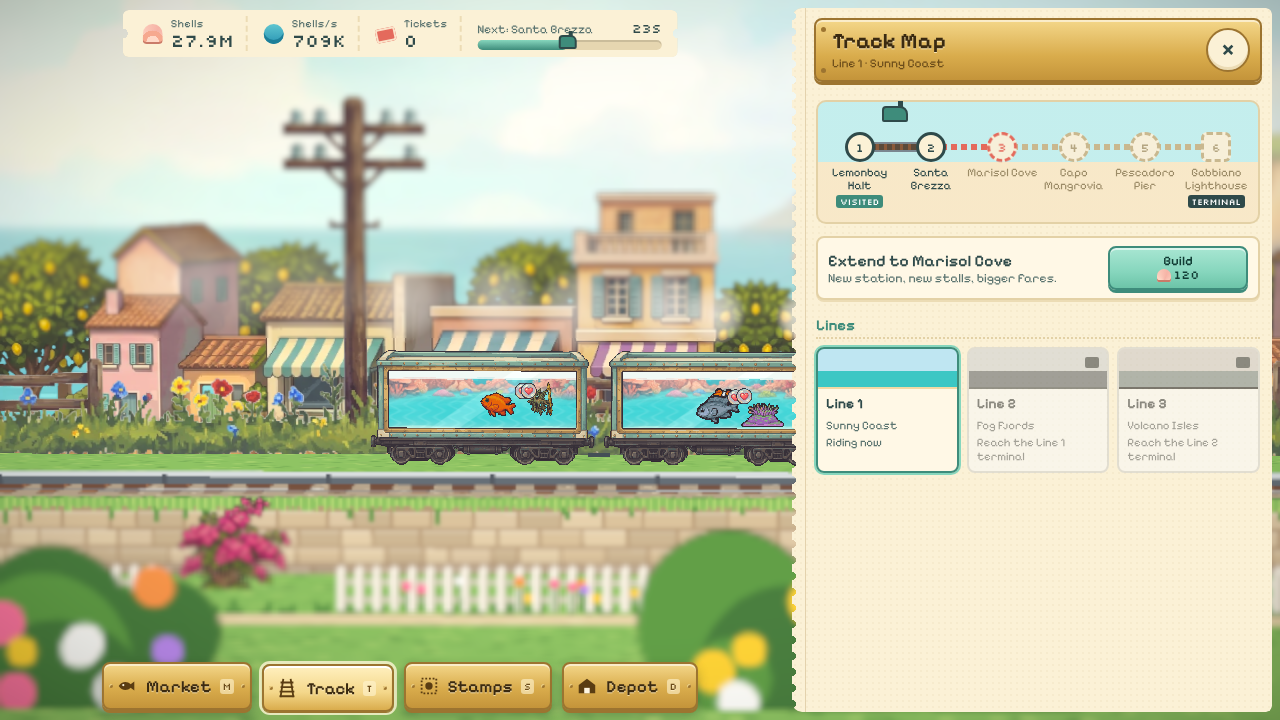 Shells
27.9M
Shells/s
709K
Tickets
0
Next: Santa Brezza 23S
Track Map
Line 1 · Sunny Coast
×
1 2 3 4 5 6
Lemonbay Halt
Santa Brezza
Marisol Cove
Capo Mangrovia
Pescadoro Pier
Gabbiano Lighthouse
VISITED
TERMINAL
Extend to Marisol Cove
New station, new stalls, bigger fares.
Build
120
Lines
Line 1
Sunny Coast
Riding now
Line 2
Fog Fjords
Reach the Line 1
terminal
Line 3
Volcano Isles
Reach the Line 2
terminal
Market M
Track T
Stamps S
Depot D